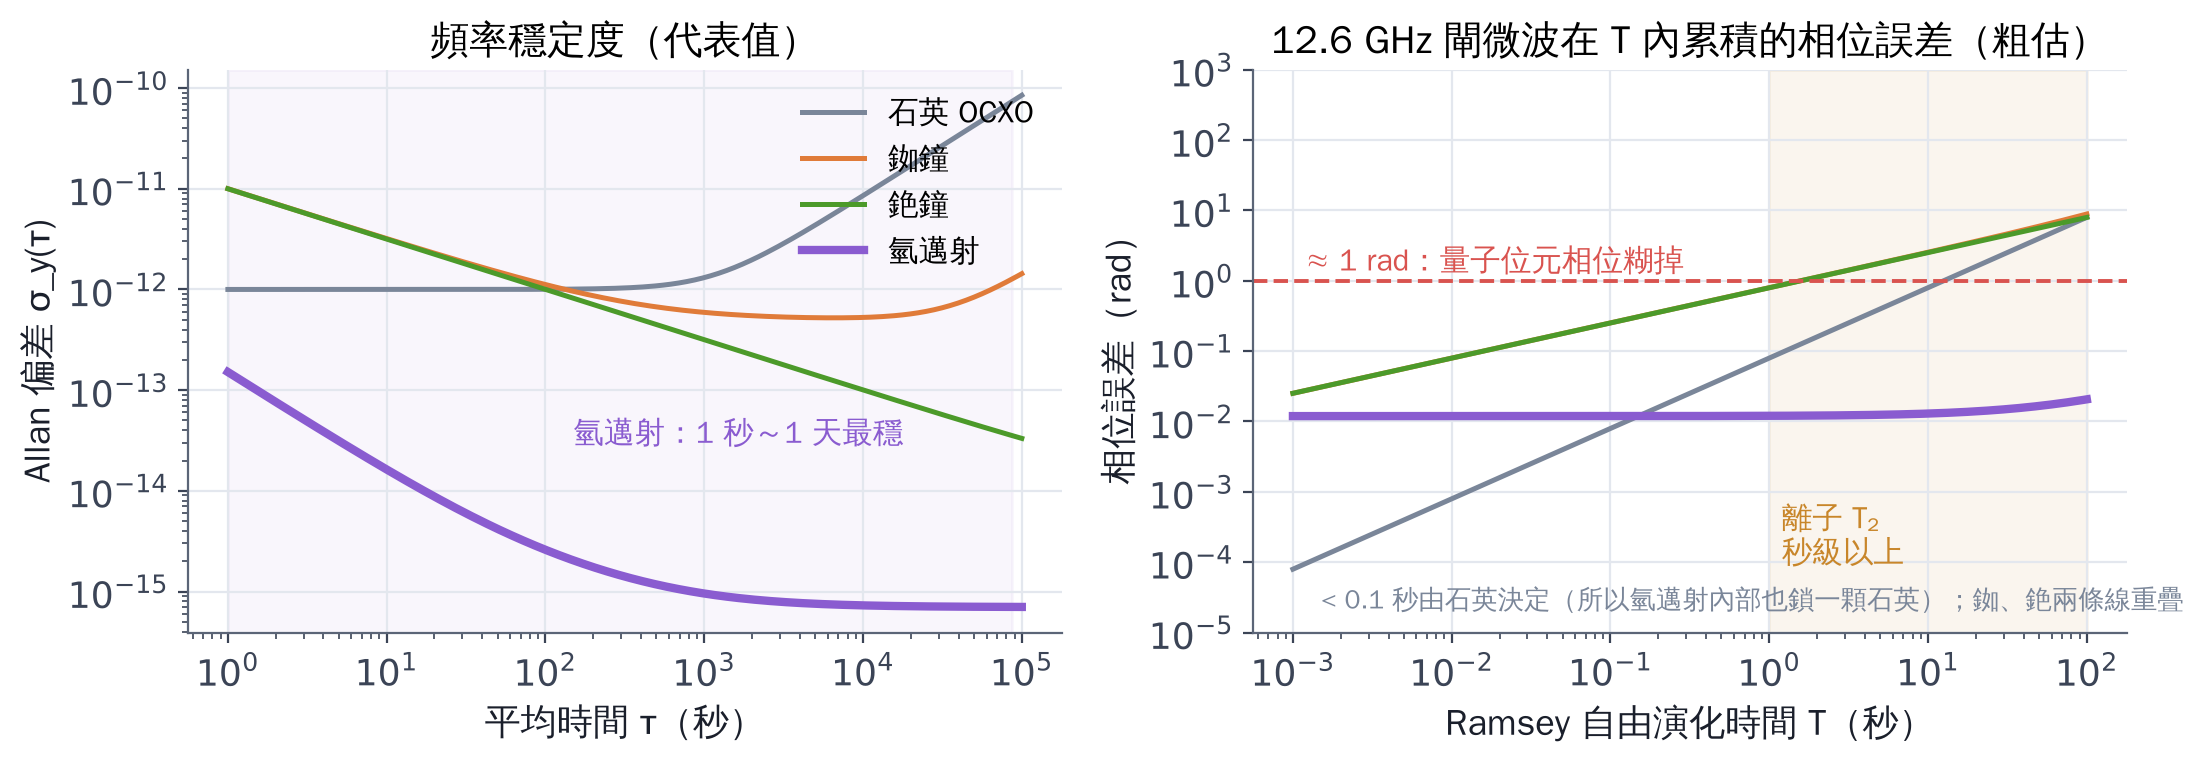 頻率穩定度（代表值）
Allan 偏差 σ_y(τ)
10⁻¹⁰
10⁻¹¹
10⁻¹²
10⁻¹³
10⁻¹⁴
10⁻¹⁵
石英 OCXO
銣鐘
銫鐘
氫邁射
氫邁射：1 秒～1 天最穩
10⁰
10¹
10²
10³
10⁴
10⁵
平均時間 τ（秒）
12.6 GHz 閘微波在 T 內累積的相位誤差（粗估）
相位誤差（rad）
10³
10²
10¹
10⁰
10⁻¹
10⁻²
10⁻³
10⁻⁴
10⁻⁵
≈ 1 rad：量子位元相位糊掉
離子 T₂
秒級以上
＜0.1 秒由石英決定（所以氫邁射內部也鎖一顆石英）；銣、銫兩條線重疊
10⁻³
10⁻²
10⁻¹
10⁰
10¹
10²
Ramsey 自由演化時間 T（秒）